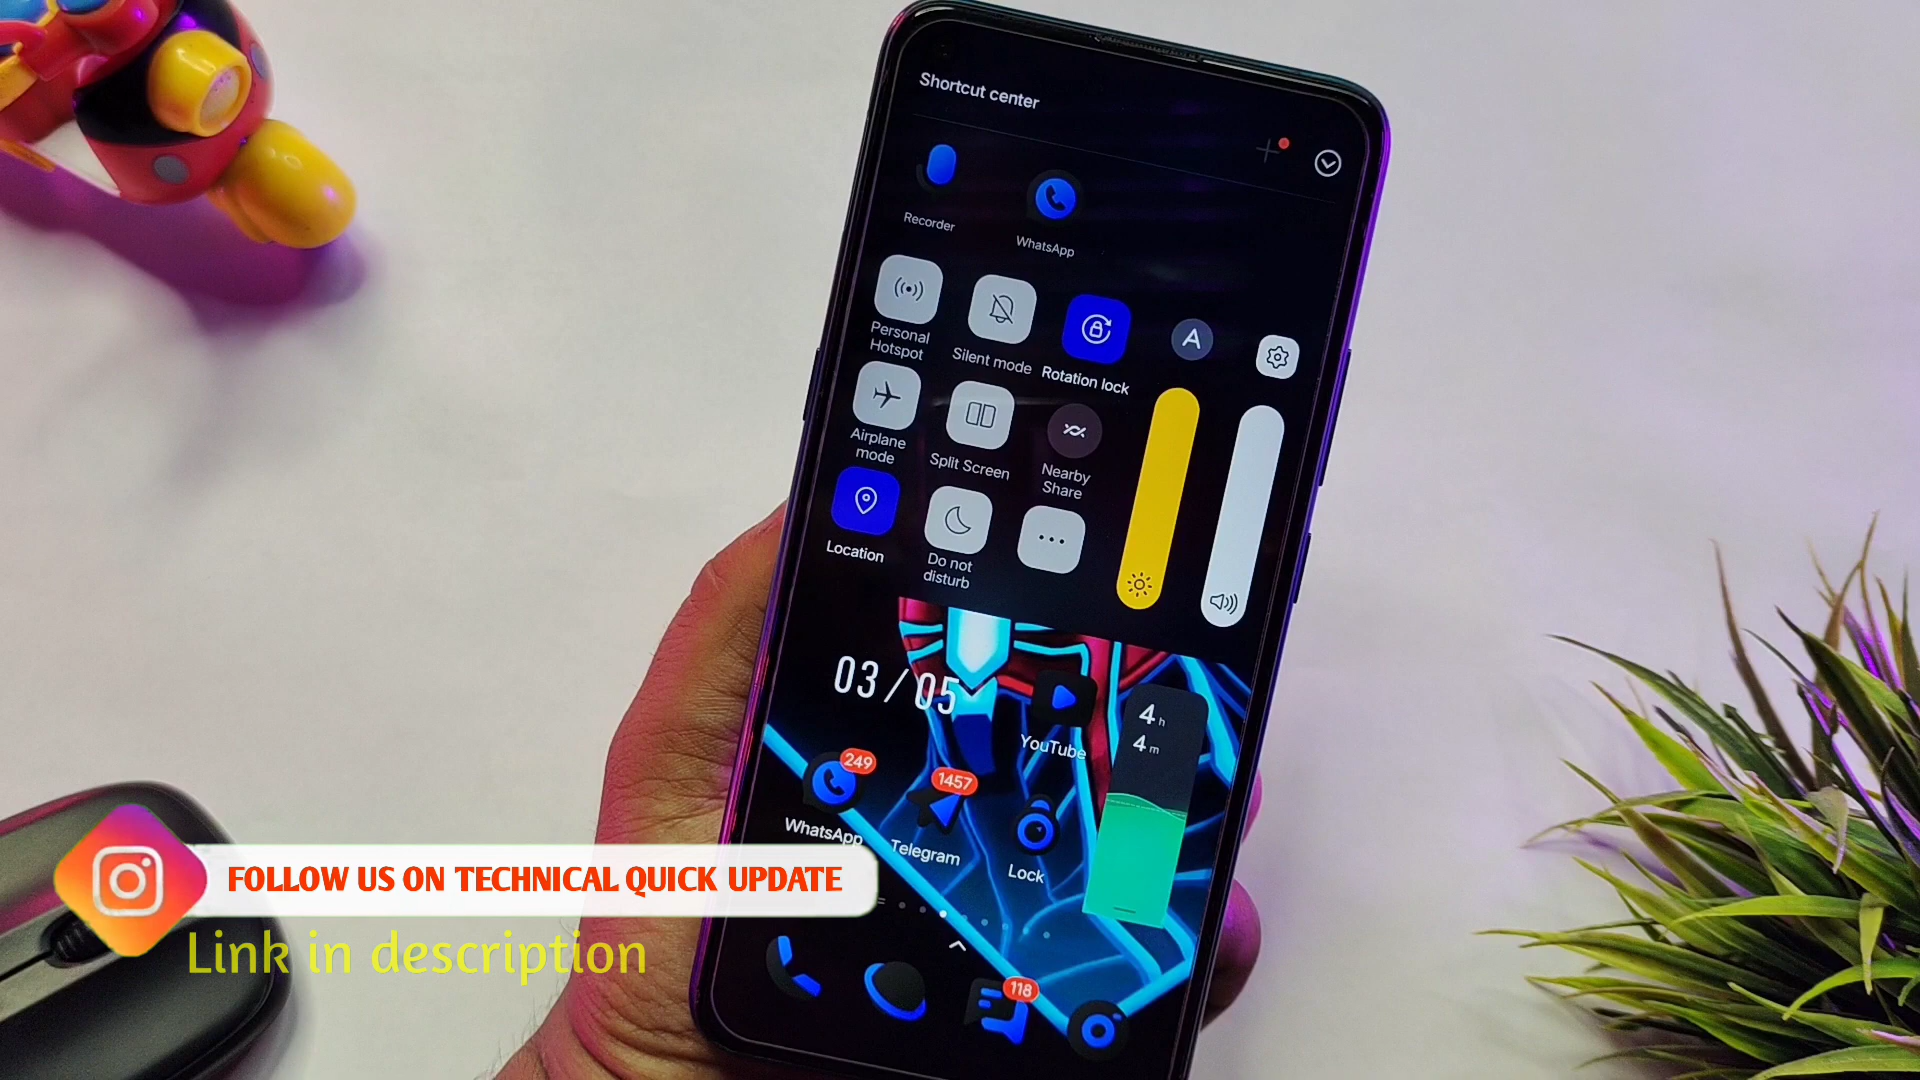 Shortcut center
Recorder
WhatsApp
Personal
Hotspot
Silent mode
Rotation lock
A
Airplane
mode
Split Screen
Nearby
Share
Location
Do not
disturb
03/05
YouTube
4 h
4 m
249
1457
WhatsApp
Telegram
Lock
FOLLOW US ON TECHNICAL QUICK UPDATE
Link in description
118